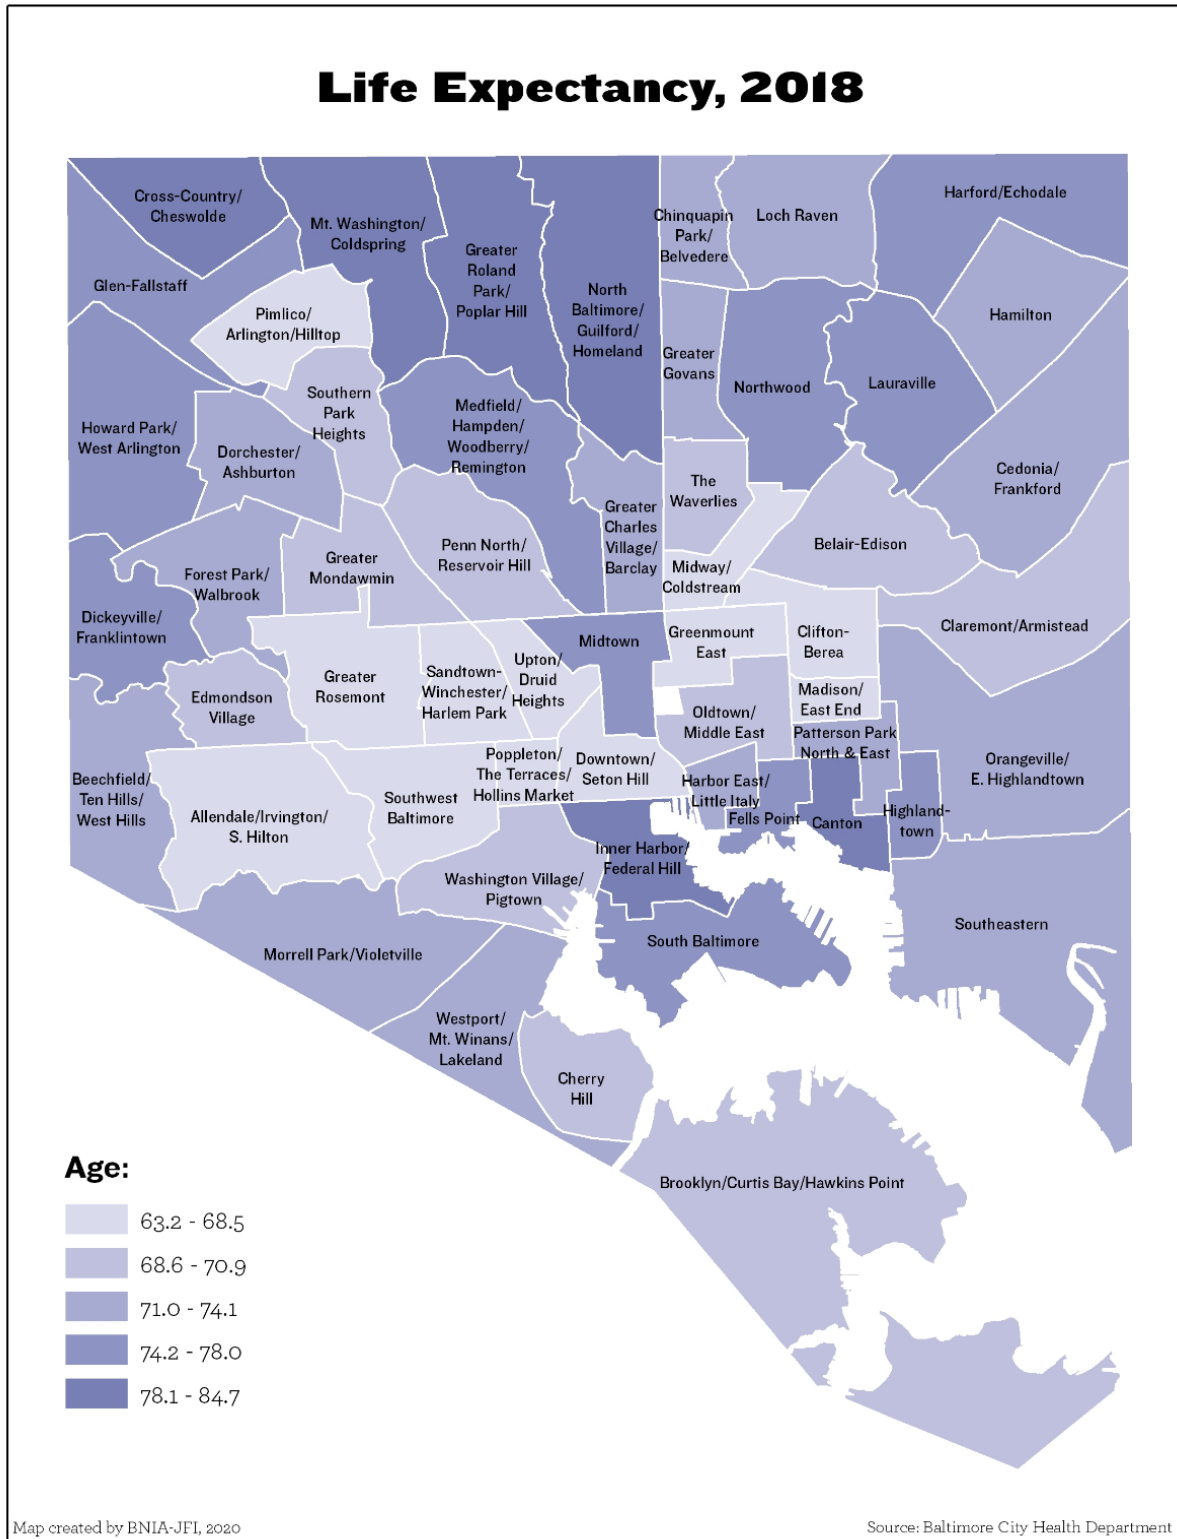 Life Expectancy, 2018
Cross-Country/
Cheswolde
Mt. Washington/
Coldspring
Greater
Roland
Park/
Poplar Hill
North
Baltimore/
Guilford/
Homeland
Chinquapin
Park/
Belvedere
Loch Raven
Harford/Echodale
Glen-Fallstaff
Pimlico/
Arlington/Hilltop
Hamilton
Greater
Govans
Northwood
Lauraville
Southern
Park
Heights
Medfield/
Hampden/
Woodberry/
Remington
Howard Park/
West Arlington
Dorchester/
Ashburton
Cedonia/
Frankford
The
Waverlies
Greater
Charles
Village/
Barclay
Belair-Edison
Penn North/
Reservoir Hill
Greater
Mondawmin
Forest Park/
Walbrook
Midway/
Coldstream
Dickeyville/
Franklintown
Midtown
Greenmount
East
Clifton-
Berea
Claremont/Armistead
Greater
Rosemont
Sandtown-
Winchester/
Harlem Park
Upton/
Druid
Heights
Edmondson
Village
Madison/
East End
Oldtown/
Middle East
Patterson Park
North & East
Orangeville/
E. Highlandtown
Beechfield/
Ten Hills/
West Hills
Poppleton/
The Terraces/
Hollins Market
Downtown/
Seton Hill
Harbor East/
Little Italy
Southwest
Baltimore
Allendale/Irvington/
S. Hilton
Fells Point
Canton
Highland-
town
Inner Harbor/
Federal Hill
Washington Village/
Pigtown
Southeastern
South Baltimore
Morrell Park/Violetville
Westport/
Mt. Winans/
Lakeland
Cherry
Hill
Brooklyn/Curtis Bay/Hawkins Point
Age:
63.2 - 68.5
68.6 - 70.9
71.0 - 74.1
74.2 - 78.0
78.1 - 84.7
Map created by BNIA-JFI, 2020
Source: Baltimore City Health Department